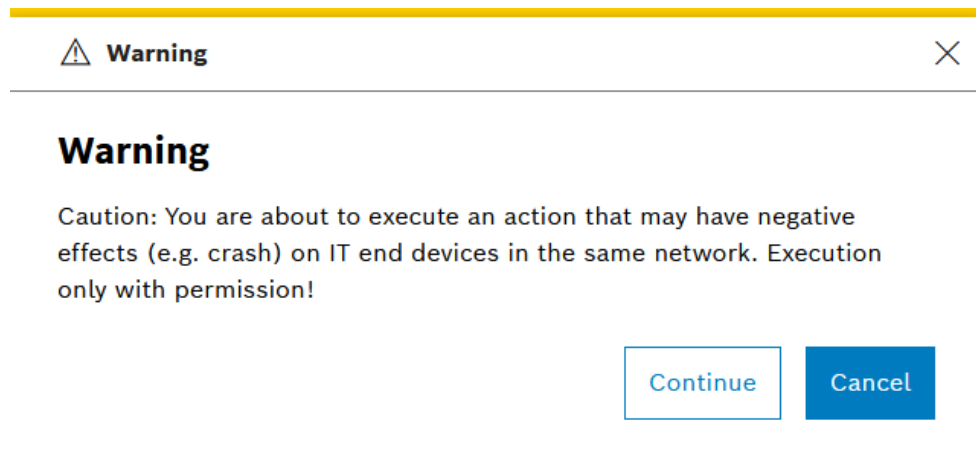 Warning
Warning
Caution: You are about to execute an action that may have negative
effects (e.g. crash) on IT end devices in the same network. Execution
only with permission!
Continue Cancel